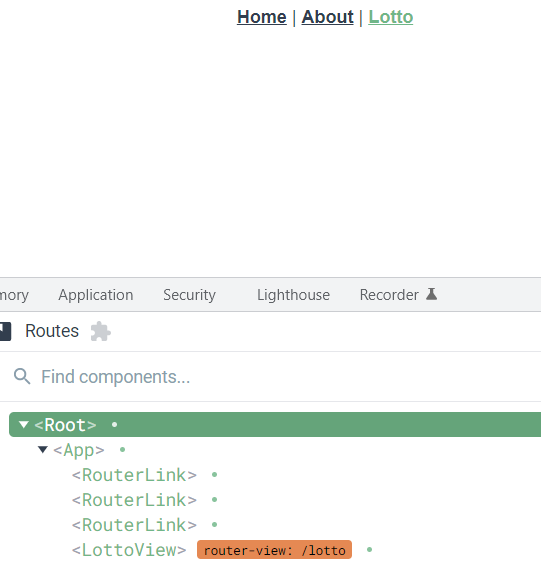 Home | About | Lotto
mory Application Security Lighthouse Recorder
Routes
Find components...
<Root>
<App>
<RouterLink>
<RouterLink>
<RouterLink>
<LottoView> router-view: /lotto